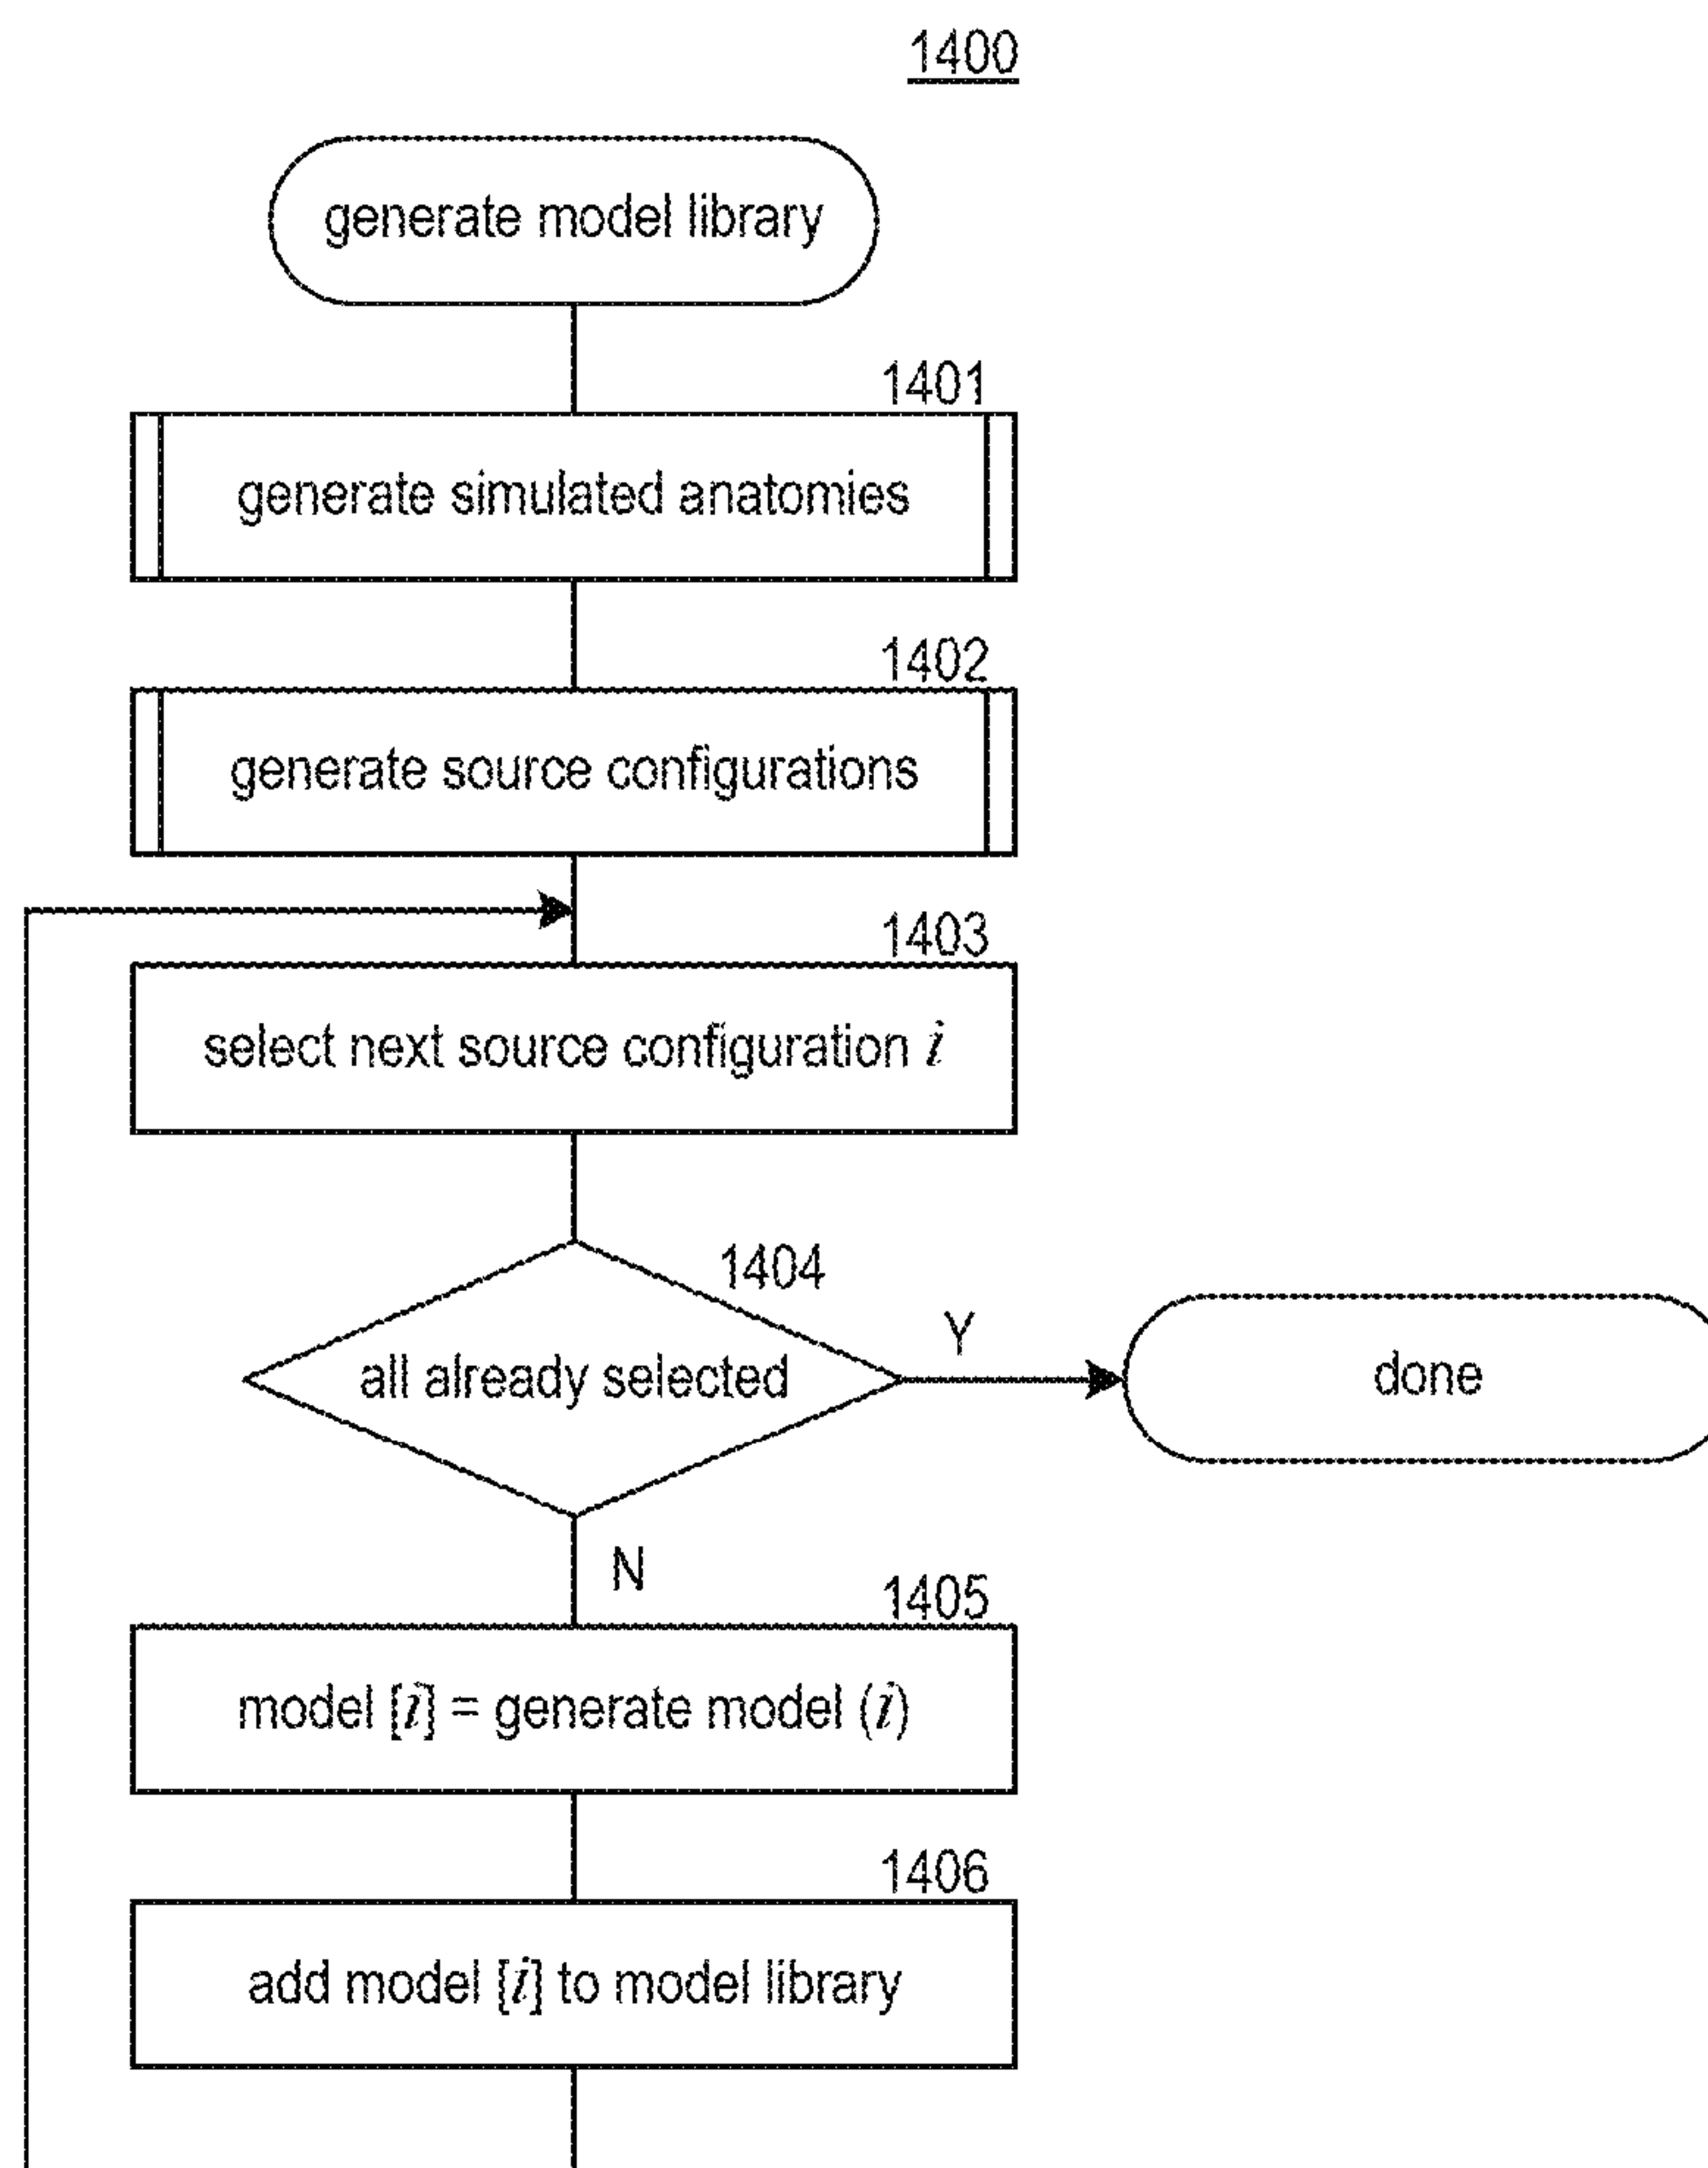 1400
generate model library
1401
generate simulated anatomies
1402
generate source configurations
1403
select next source configuration i
1404
all already selected
Y
done
N
1405
model [i] = generate model (i)
1406
add model [i] to model library